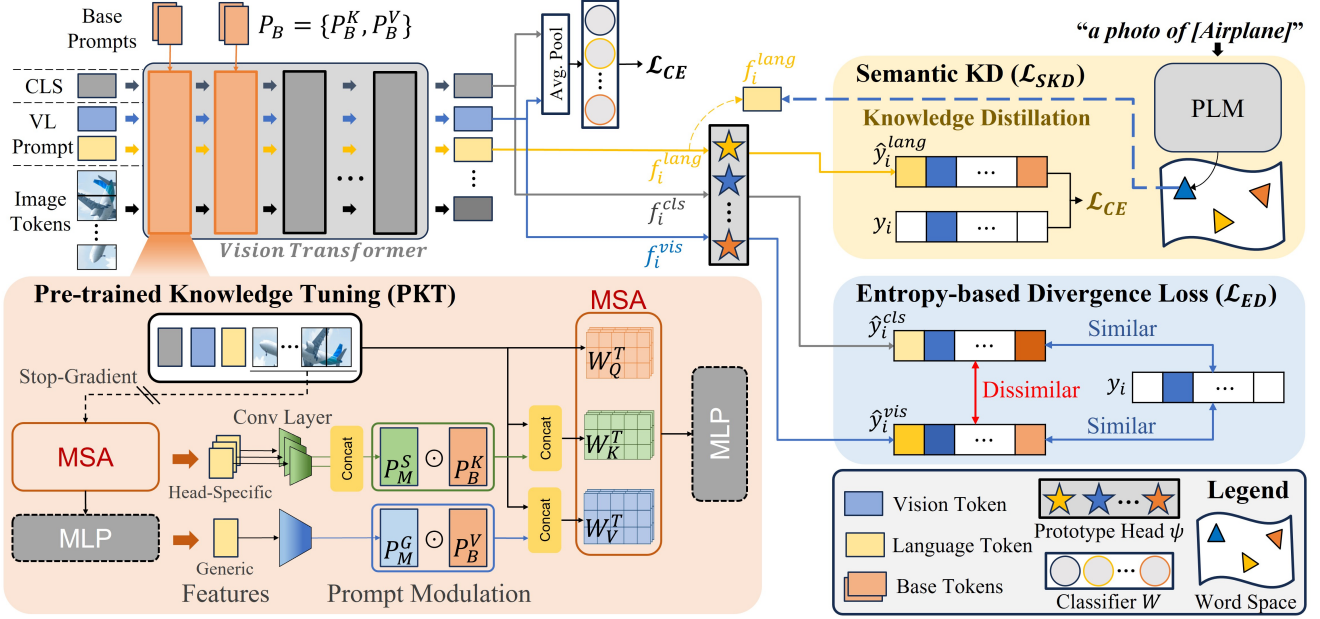 Base
Prompts
P_B = {P_B^K, P_B^V}
CLS
VL
Prompt
Image
Tokens
...
Vision Transformer
Avg. Pool
ℒ_CE
f_i^lang
f_i^lang
f_i^cls
f_i^vis
"a photo of [Airplane]"
Semantic KD (ℒ_SKD)
Knowledge Distillation
PLM
ŷ_i^lang
...
y_i
...
ℒ_CE
Pre-trained Knowledge Tuning (PKT)
MSA
...
Stop-Gradient
Conv Layer
MSA
Head-Specific
Concat
P_M^S ⊙ P_B^K
Concat
W_Q^T
W_K^T
W_V^T
MLP
MLP
Generic
P_M^G ⊙ P_B^V
Concat
Features
Prompt Modulation
Entropy-based Divergence Loss (ℒ_ED)
ŷ_i^cls
...
Similar
Dissimilar
y_i
...
ŷ_i^vis
...
Similar
Legend
Vision Token
Language Token
Base Tokens
...
Prototype Head ψ
...
Classifier W
Word Space